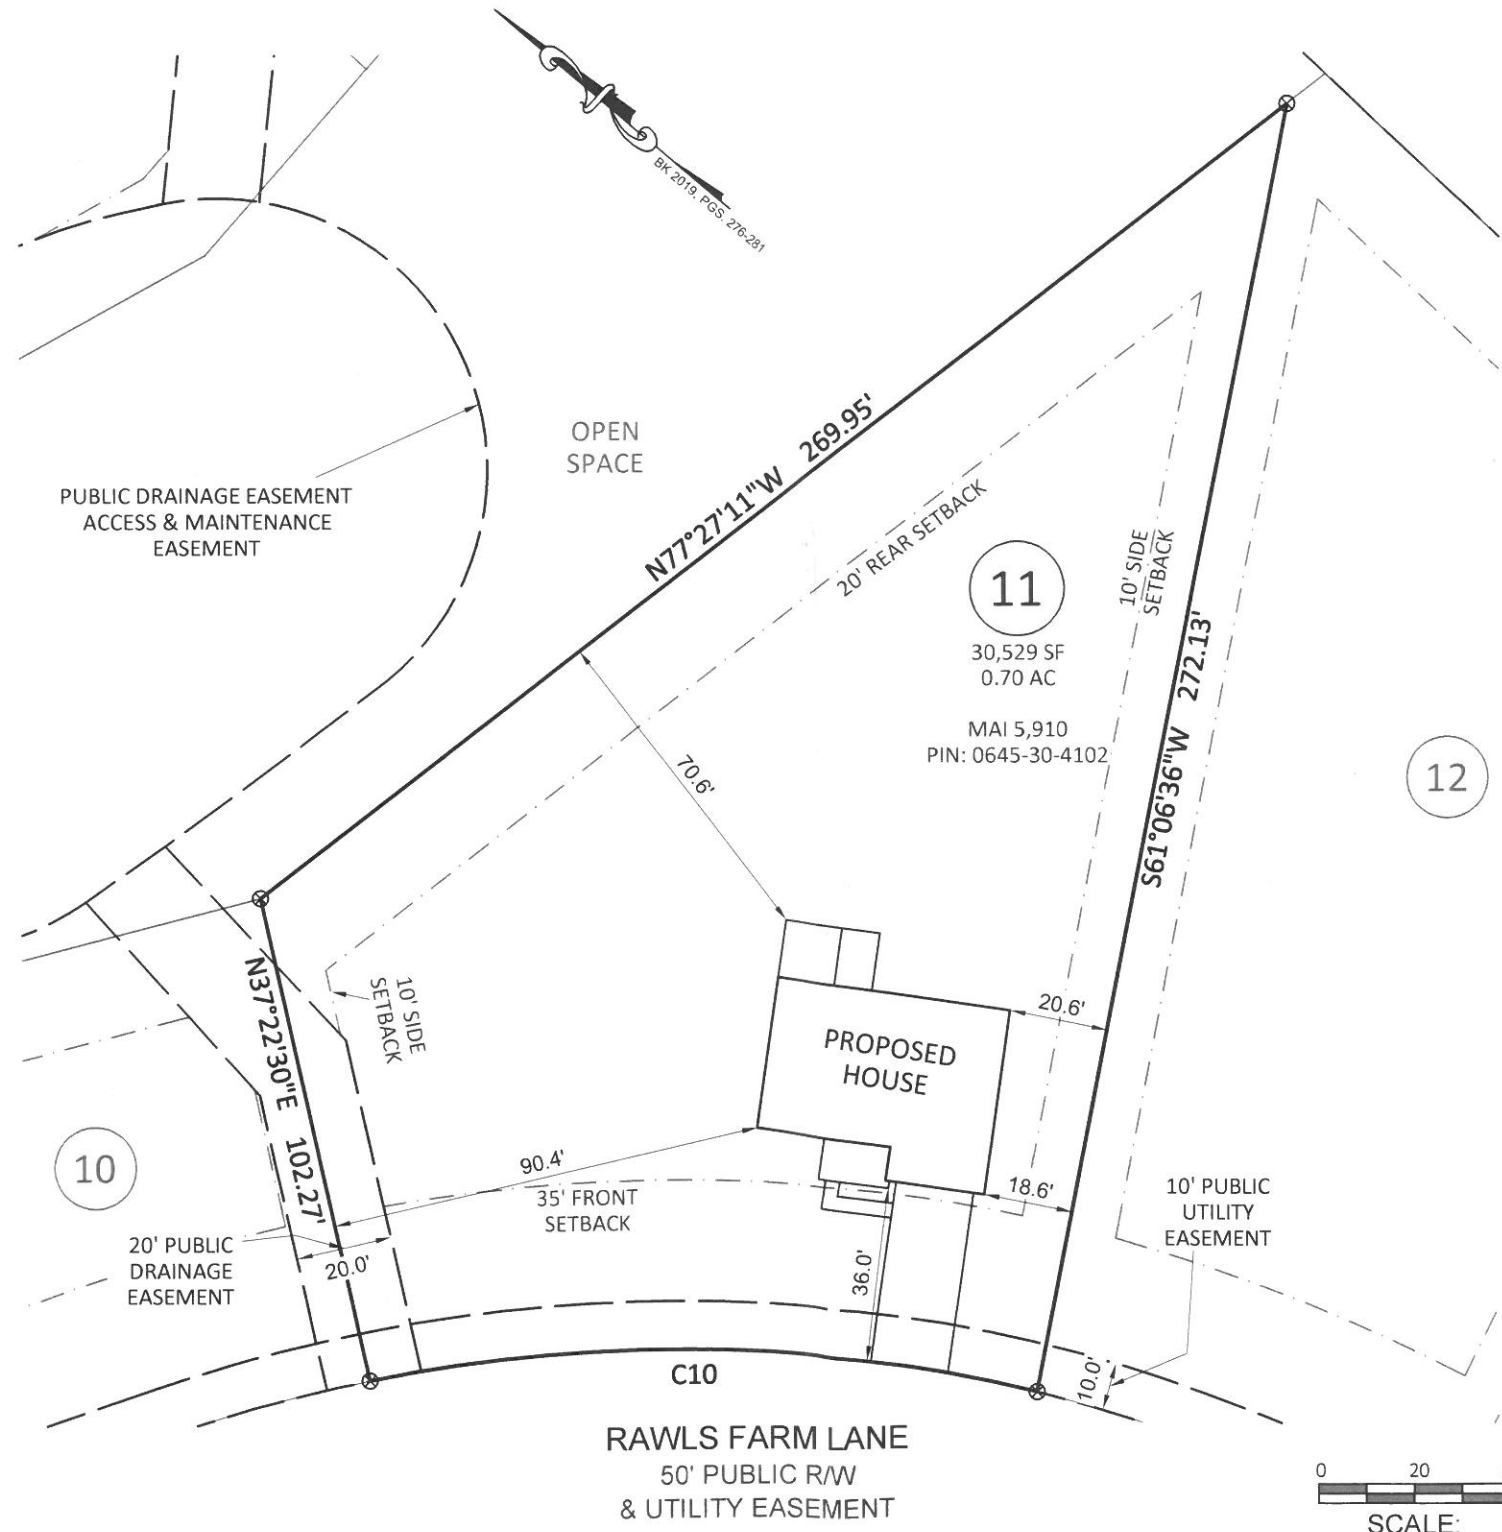 BK 2019, PGS. 276-281
OPEN
SPACE
N77°27'11"W 269.95'
PUBLIC DRAINAGE EASEMENT
ACCESS & MAINTENANCE
EASEMENT
20' REAR SETBACK
10' SIDE
SETBACK
11
30,529 SF
0.70 AC
MAI 5,910
PIN: 0645-30-4102
S61°06'36"W 272.13'
12
70.6'
N37°22'30"E 102.27'
10' SIDE
SETBACK
PROPOSED
HOUSE
20.6'
10
90.4'
35' FRONT
SETBACK
18.6'
10' PUBLIC
UTILITY
EASEMENT
20' PUBLIC
DRAINAGE
EASEMENT
20.0'
36.0'
C10
10.0'
RAWLS FARM LANE
50' PUBLIC R/W
& UTILITY EASEMENT
0 20
SCALE: